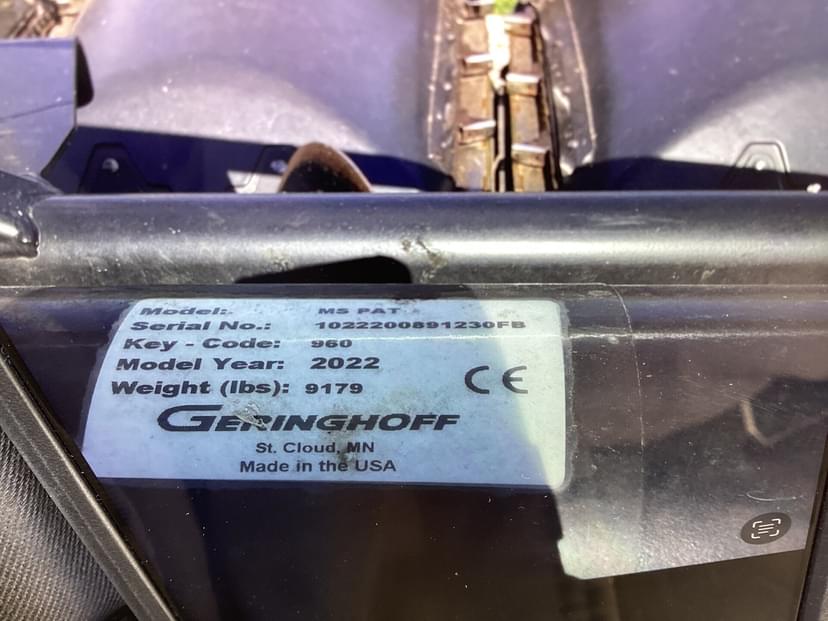 Model: MS PAT
Serial No.: 1022200891230FB
Key - Code: 960
Model Year: 2022
Weight (lbs): 9179
CE
GERINGHOFF
St. Cloud, MN
Made in the USA